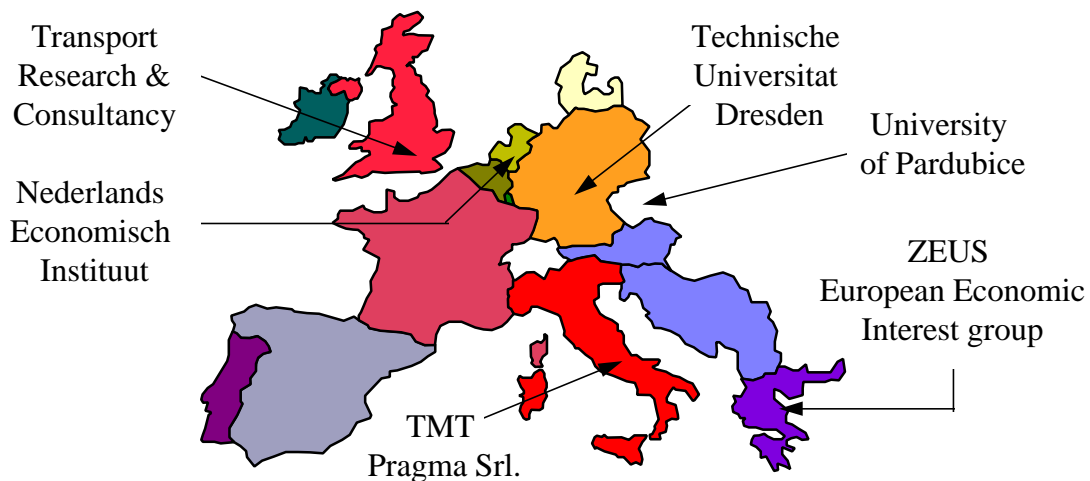 Transport
Research &
Consultancy
Technische
Universitat
Dresden
University
of Pardubice
Nederlands
Economisch
Instituut
ZEUS
European Economic
Interest group
TMT
Pragma Srl.